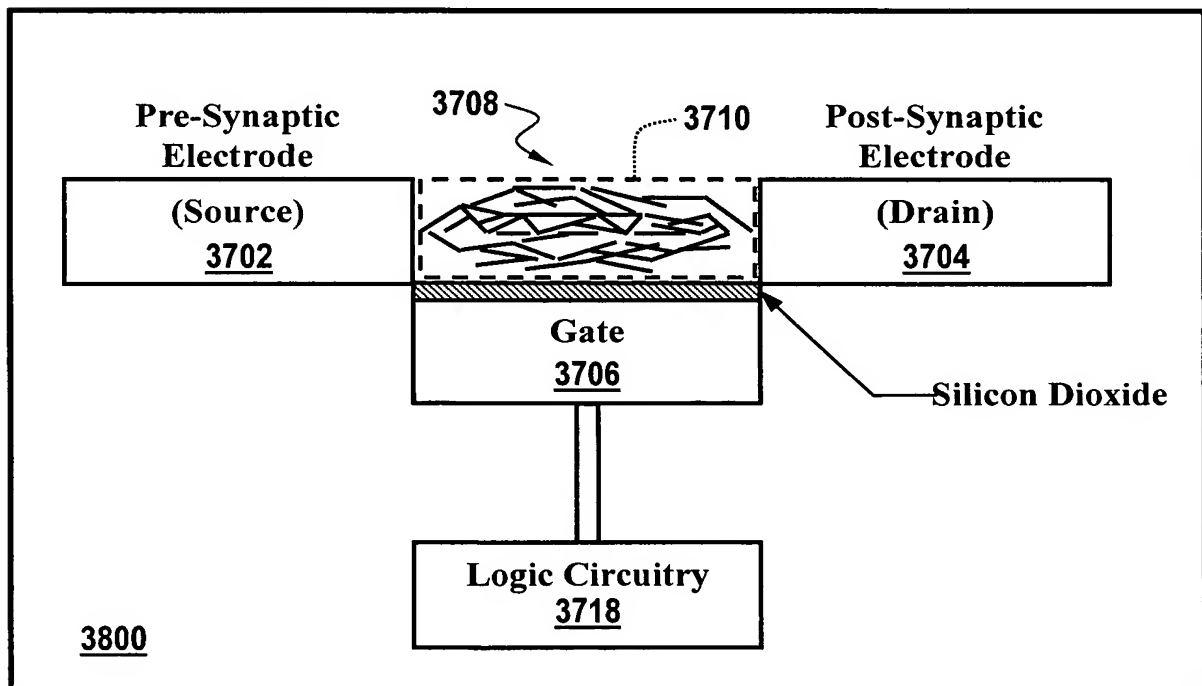 3708
3710
Pre-Synaptic
Electrode
Post-Synaptic
Electrode
(Source)
3702
(Drain)
3704
Gate
3706
Silicon Dioxide
Logic Circuitry
3718
3800